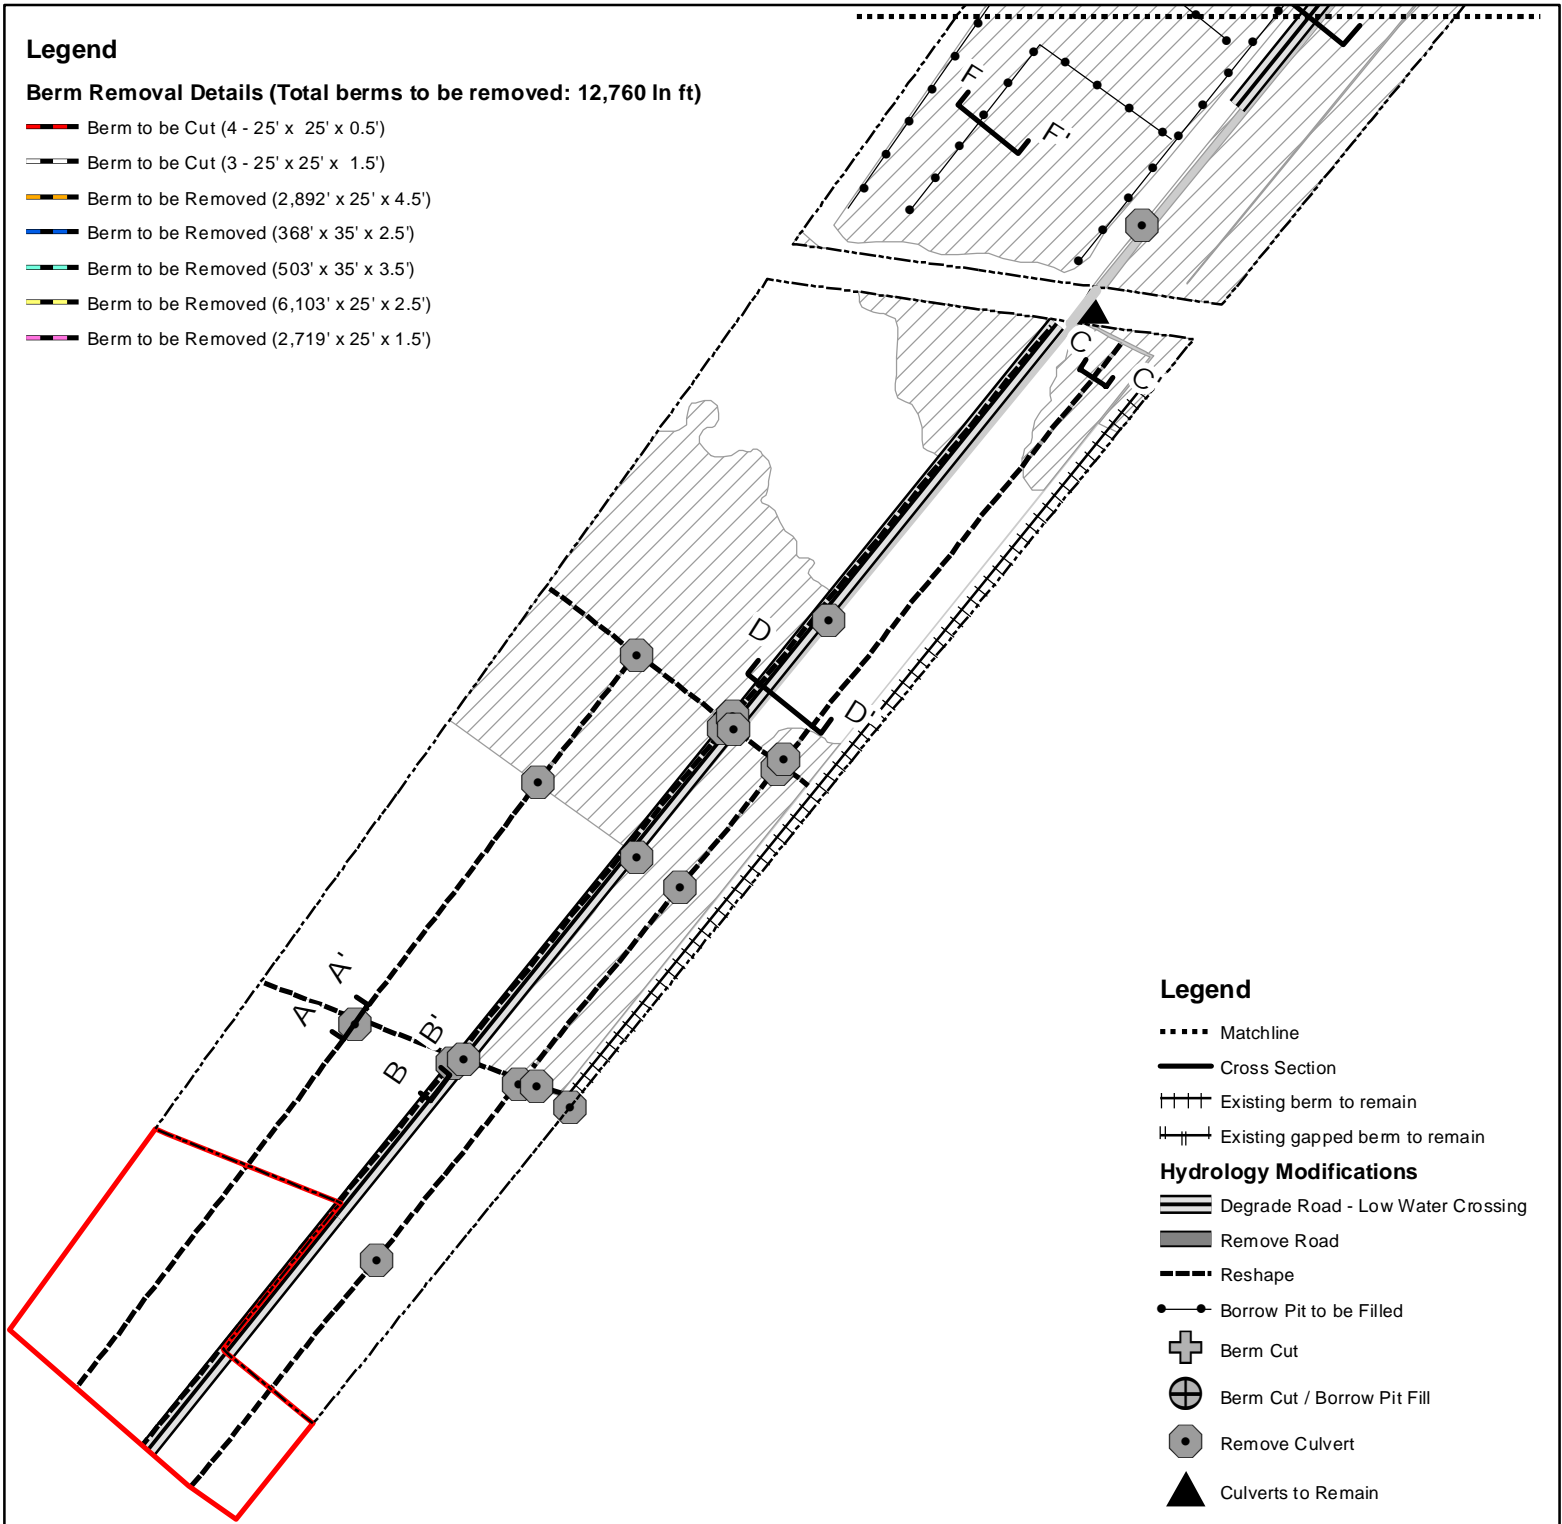 Legend
Berm Removal Details (Total berms to be removed: 12,760 ln ft)
Berm to be Cut (4 - 25' x 25' x 0.5')
Berm to be Cut (3 - 25' x 25' x 1.5')
Berm to be Removed (2,892' x 25' x 4.5')
Berm to be Removed (368' x 35' x 2.5')
Berm to be Removed (503' x 35' x 3.5')
Berm to be Removed (6,103' x 25' x 2.5')
Berm to be Removed (2,719' x 25' x 1.5')
F
F'
C
C'
D
D'
A'
A
B'
B
Legend
Matchline
Cross Section
Existing berm to remain
Existing gapped berm to remain
Hydrology Modifications
Degrade Road - Low Water Crossing
Remove Road
Reshape
Borrow Pit to be Filled
Berm Cut
Berm Cut / Borrow Pit Fill
Remove Culvert
Culverts to Remain